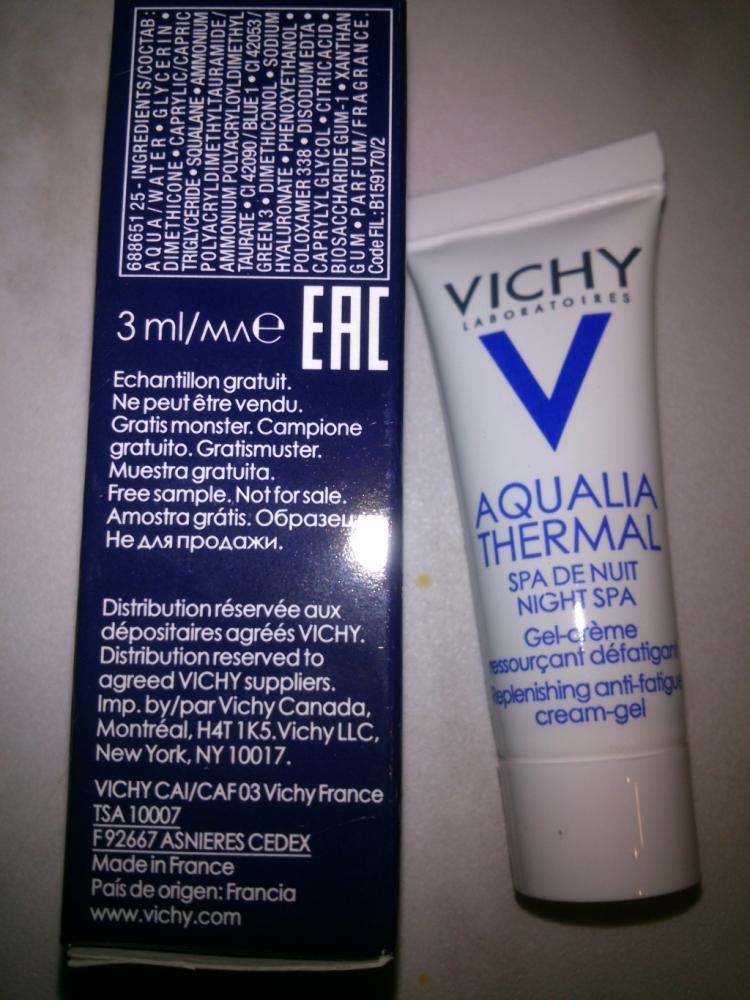 688651 25 - INGREDIENTS/СОСТАВ:
AQUA / WATER • GLYCERIN •
DIMETHICONE • CAPRYLIC/CAPRIC
TRIGLYCERIDE • SQUALANE • AMMONIUM
POLYACRYLDIMETHYLTAURAMIDE /
AMMONIUM POLYACRYLOYLDIMETHYL
TAURATE • CI 42090 / BLUE 1 • CI 42053 /
GREEN 3 • DIMETHICONOL • SODIUM
HYALURONATE • PHENOXYETHANOL
POLOXAMER 338 • DISODIUM EDTA •
CAPRYLYL GLYCOL • CITRIC ACID •
BIOSACCHARIDE GUM-1 • XANTHAN
GUM • PARFUM / FRAGRANCE.
Code FIL : B159170/2
3 ml/мл℮ EAC
Echantillon gratuit.
Ne peut être vendu.
Gratis monster. Campione
gratuito. Gratismuster.
Muestra gratuita.
Free sample. Not for sale.
Amostra grátis. Образец
Не для продажи.
Distribution réservée aux
dépositaires agréés VICHY.
Distribution reserved to
agreed VICHY suppliers.
Imp. by/par Vichy Canada,
Montréal, H4T 1K5. Vichy LLC,
New York, NY 10017.
VICHY CAI/CAF 03 Vichy France
TSA 10007
F 92667 ASNIERES CEDEX
Made in France
País de origen: Francia
www.vichy.com
VICHY
LABORATOIRES
V
AQUALIA
THERMAL
SPA DE NUIT
NIGHT SPA
Gel-crème
ressourçant défatigant
Replenishing anti-fatigue
cream-gel